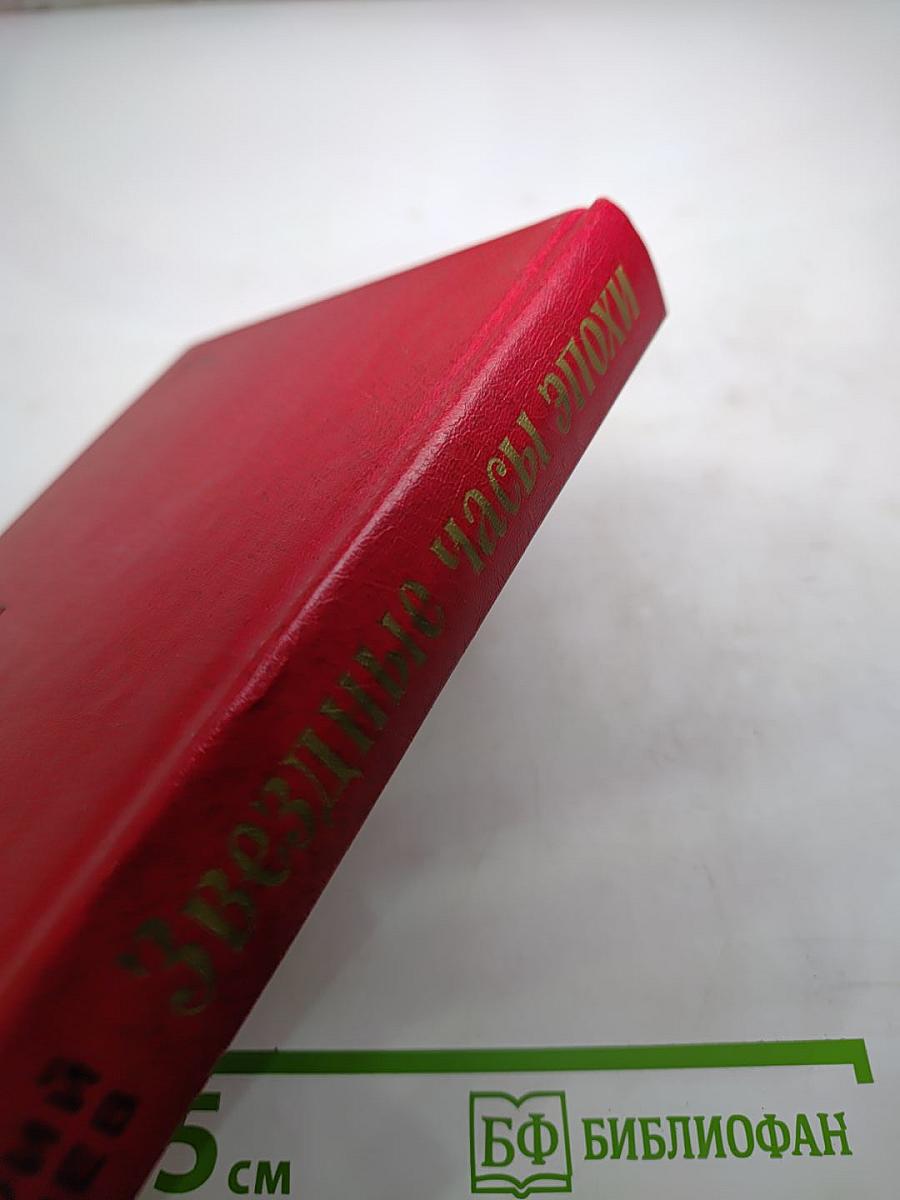 Звездные часы эпохи
5 см
БФ БИБЛИОФАН